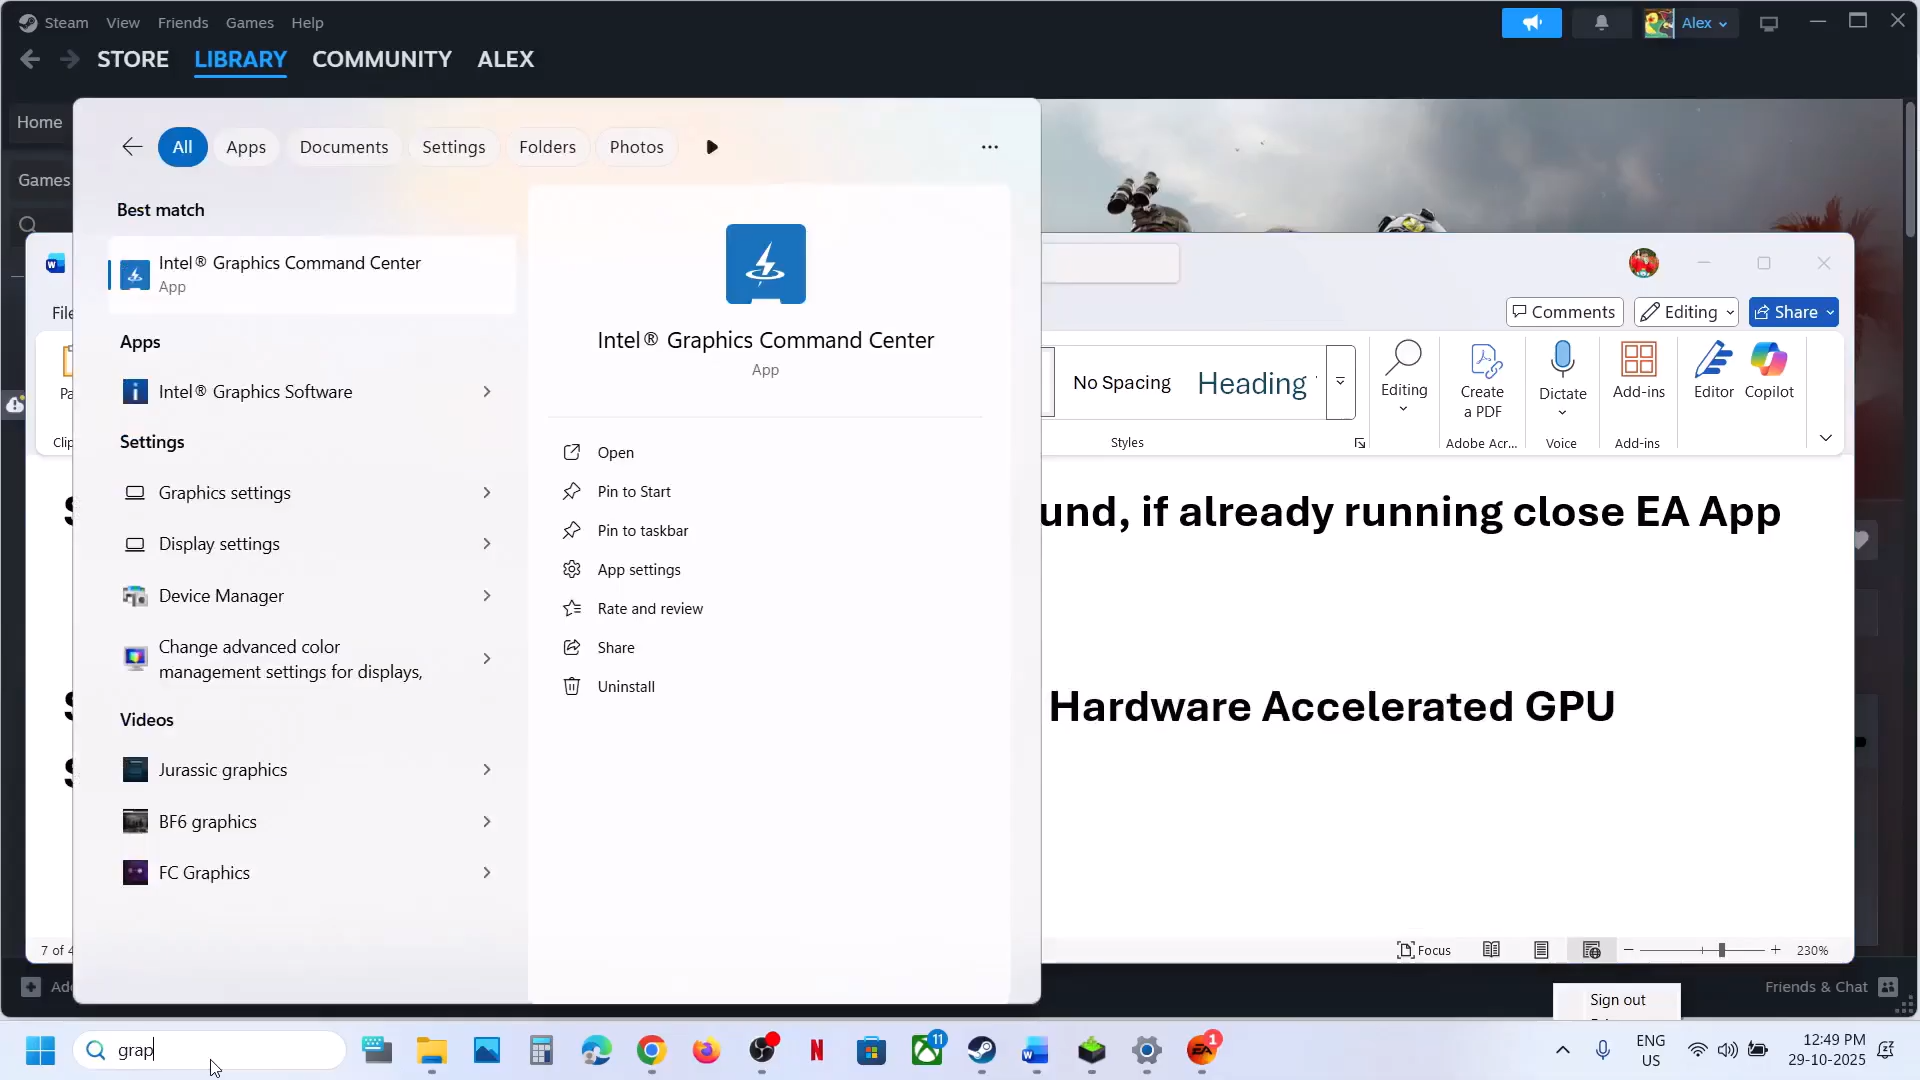 Steam View Friends Games Help
Alex
STORE LIBRARY COMMUNITY ALEX
Home
Games
All Apps Documents Settings Folders Photos
Best match
Intel® Graphics Command Center
App
Apps
Intel® Graphics Software
Settings
Graphics settings
Display settings
Device Manager
Change advanced color
management settings for displays,
Videos
Jurassic graphics
BF6 graphics
FC Graphics
Intel® Graphics Command Center
App
Open
Pin to Start
Pin to taskbar
App settings
Rate and review
Share
Uninstall
Comments Editing Share
No Spacing Heading
Styles
Editing
Create
a PDF
Adobe Acr...
Dictate
Voice
Add-ins
Add-ins
Editor
Copilot
und, if already running close EA App
Hardware Accelerated GPU
7 of 4
Focus
230%
Friends & Chat
Sign out
grap
11
1
ENG
US
12:49 PM
29-10-2025